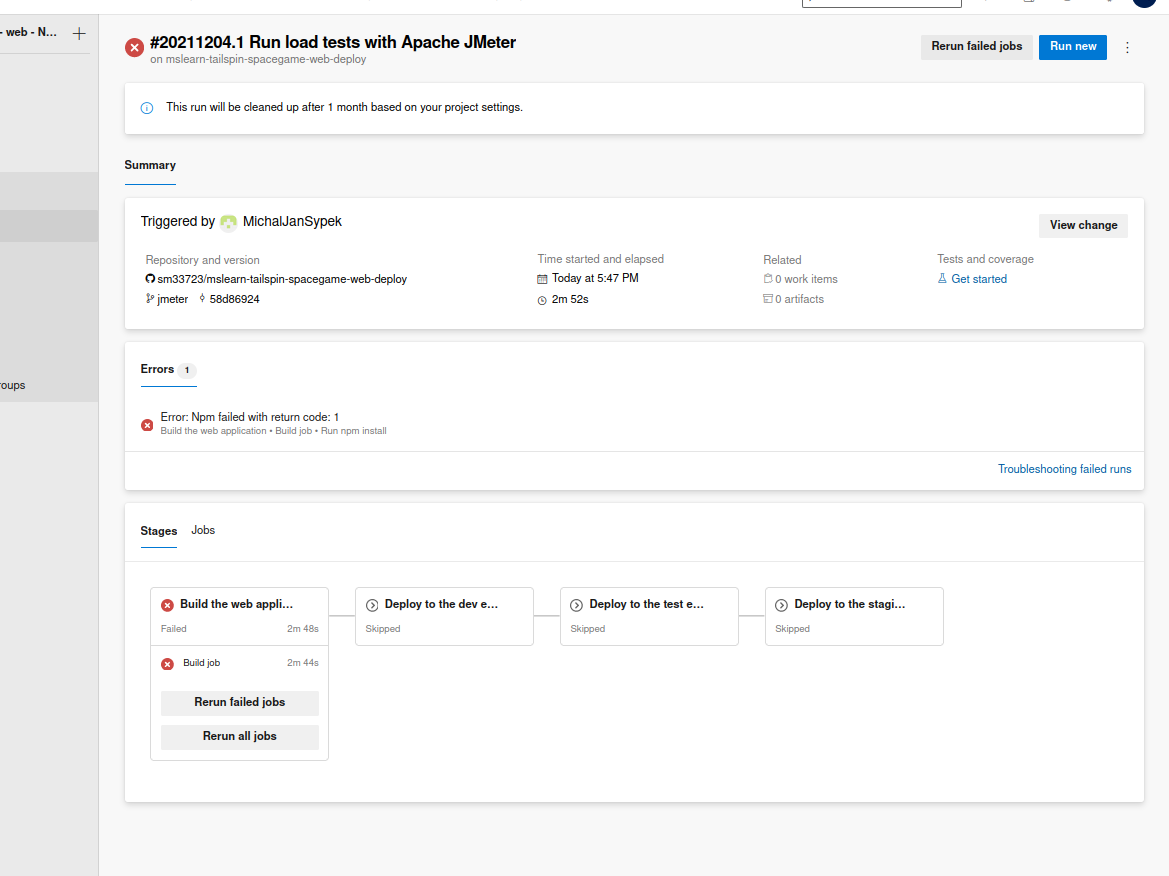 - web - N...
#20211204.1 Run load tests with Apache JMeter
on mslearn-tailspin-spacegame-web-deploy
Rerun failed jobs
Run new
This run will be cleaned up after 1 month based on your project settings.
Summary
Triggered by MichalJanSypek
View change
Repository and version
Time started and elapsed
Related
Tests and coverage
sm33723/mslearn-tailspin-spacegame-web-deploy
Today at 5:47 PM
0 work items
Get started
jmeter 58d86924
2m 52s
0 artifacts
roups
Errors 1
Error: Npm failed with return code: 1
Build the web application • Build job • Run npm install
Troubleshooting failed runs
Stages Jobs
Build the web appli...
Deploy to the dev e...
Deploy to the test e...
Deploy to the stagi...
Failed 2m 48s
Skipped
Skipped
Skipped
Build job 2m 44s
Rerun failed jobs
Rerun all jobs